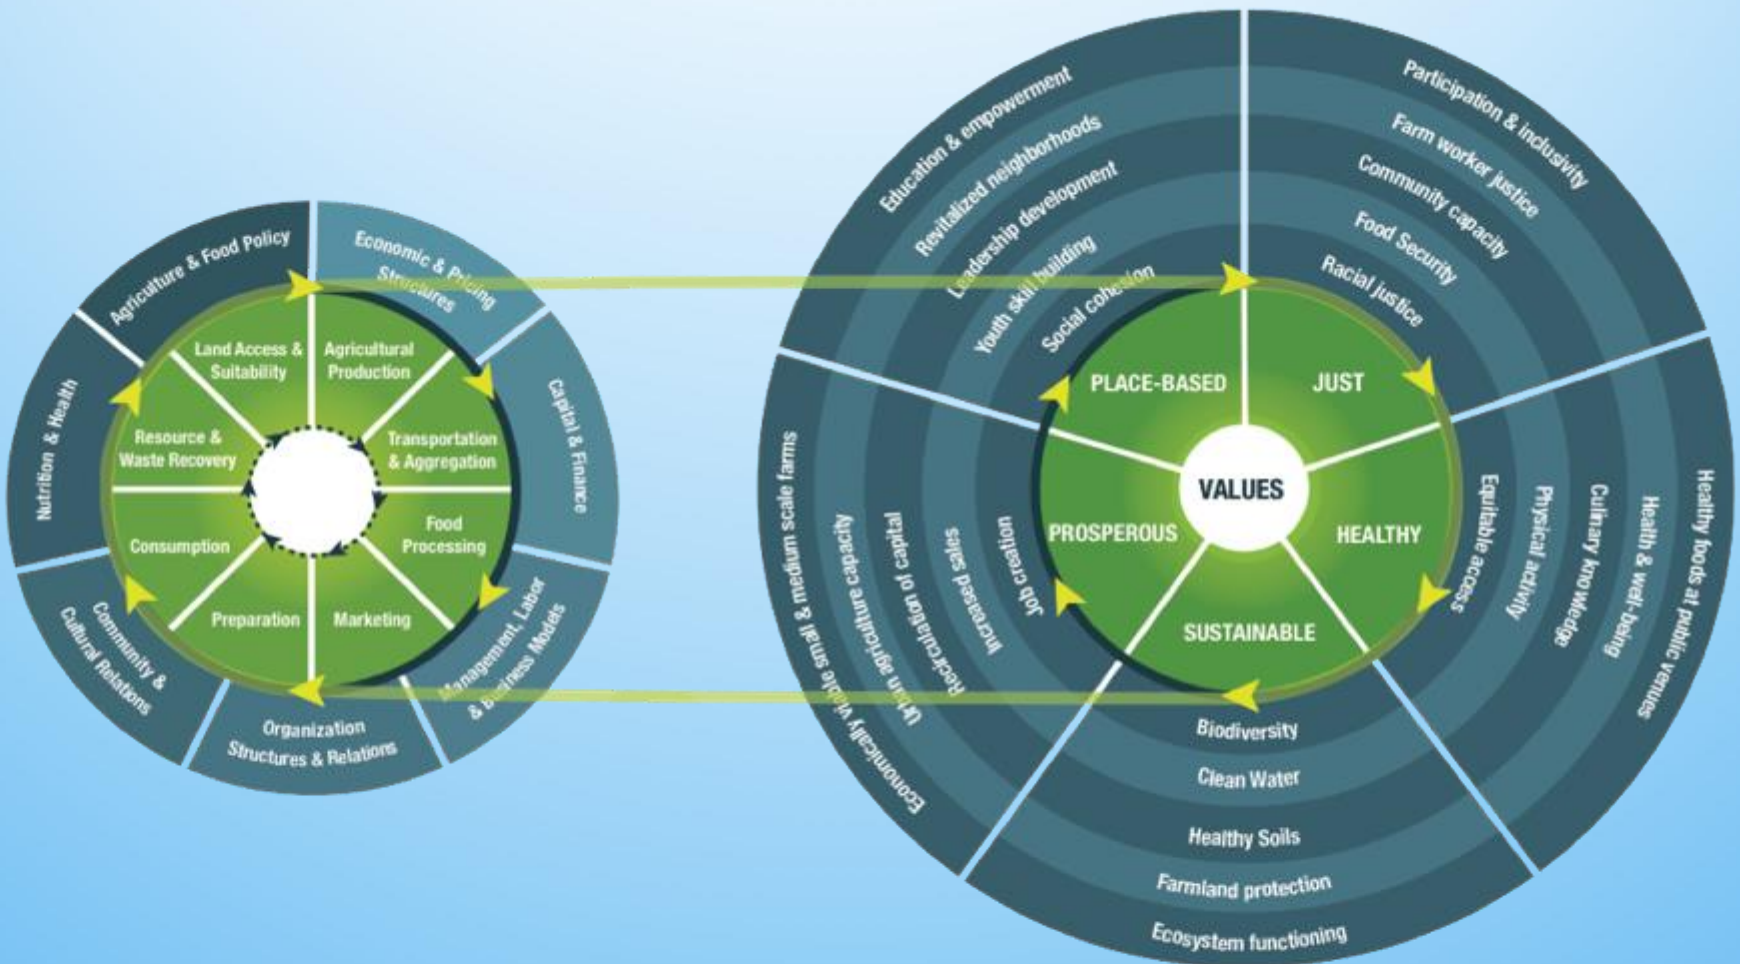 Agriculture & Food Policy
Economic & Pricing
Structures
Capital & Finance
Management, Labor
& Business Models
Organization
Structures & Relations
Community &
Cultural Relations
Nutrition & Health
Land Access &
Suitability
Agricultural
Production
Transportation
& Aggregation
Food
Processing
Marketing
Preparation
Consumption
Resource &
Waste Recovery
Education & empowerment
Revitalized neighborhoods
Leadership development
Youth skill building
Social cohesion
PLACE-BASED
Participation & inclusivity
Farm worker justice
Community capacity
Food Security
Racial justice
JUST
Healthy foods at public venues
Health & well-being
Culinary knowledge
Physical activity
Equitable access
HEALTHY
SUSTAINABLE
Biodiversity
Clean Water
Healthy Soils
Farmland protection
Ecosystem functioning
Economically viable small & medium scale farms
Urban agriculture capacity
Recirculation of capital
Increased sales
Job creation
PROSPEROUS
VALUES